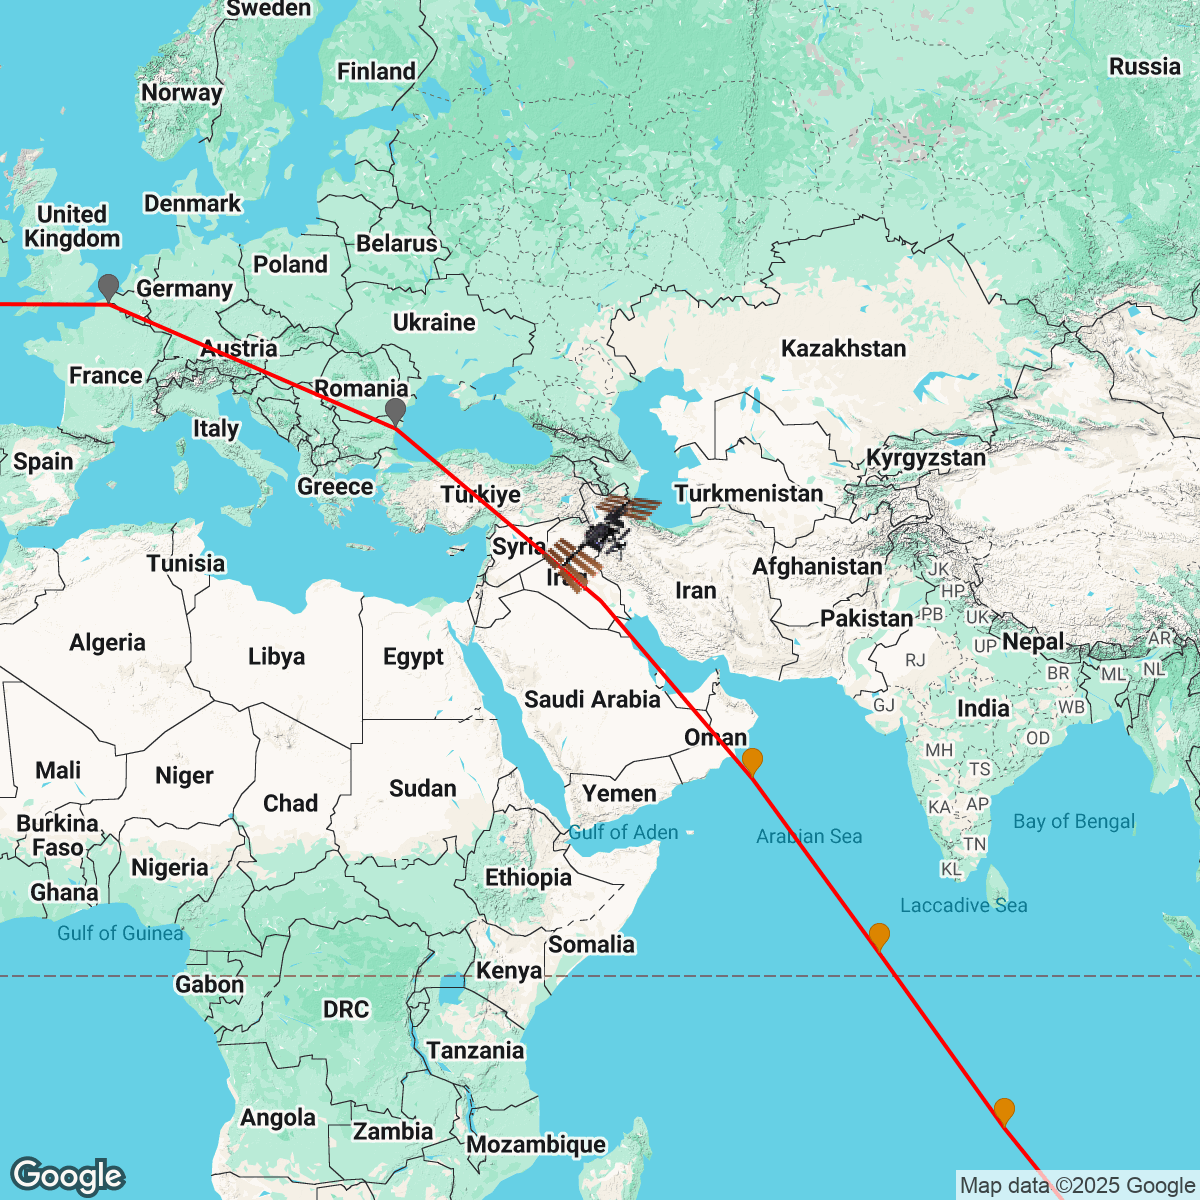 Sweden
Russia
Finland
Norway
Denmark
United
Kingdom
Belarus
Poland
Germany
Ukraine
Austria
Kazakhstan
France
Romania
Italy
Kyrgyzstan
Spain
Greece
Türkiye
Turkmenistan
Syria
Tunisia
Afghanistan
JK
Iraq
Iran
HP
Pakistan
PB
UK
Algeria
Libya
Egypt
UP
Nepal
AR
RJ
BR
ML
NL
Saudi Arabia
GJ
India
WB
Oman
OD
MH
Mali
Niger
TS
Chad
Sudan
Yemen
KA
AP
Burkina
Faso
Gulf of Aden
Arabian Sea
Bay of Bengal
TN
Nigeria
KL
Ghana
Ethiopia
Laccadive Sea
Gulf of Guinea
Somalia
Gabon
Kenya
DRC
Tanzania
Angola
Zambia
Mozambique
Google
Map data ©2025 Google